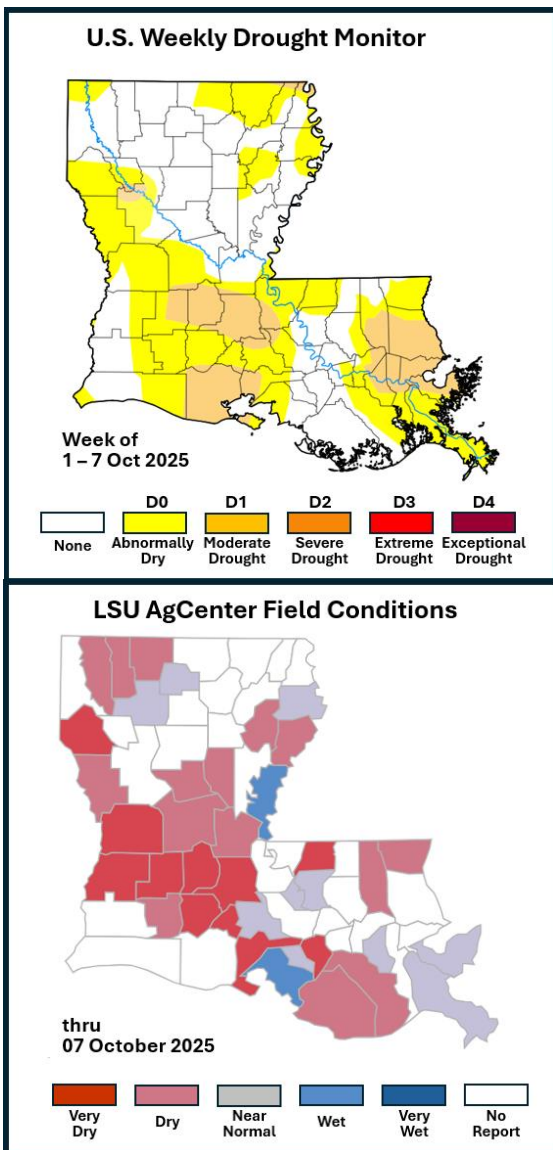 U.S. Weekly Drought Monitor
Week of
1 – 7 Oct 2025
D0 D1 D2 D3 D4
None Abnormally Dry Moderate Drought Severe Drought Extreme Drought Exceptional Drought
LSU AgCenter Field Conditions
thru
07 October 2025
Very Dry Dry Near Normal Wet Very Wet No Report